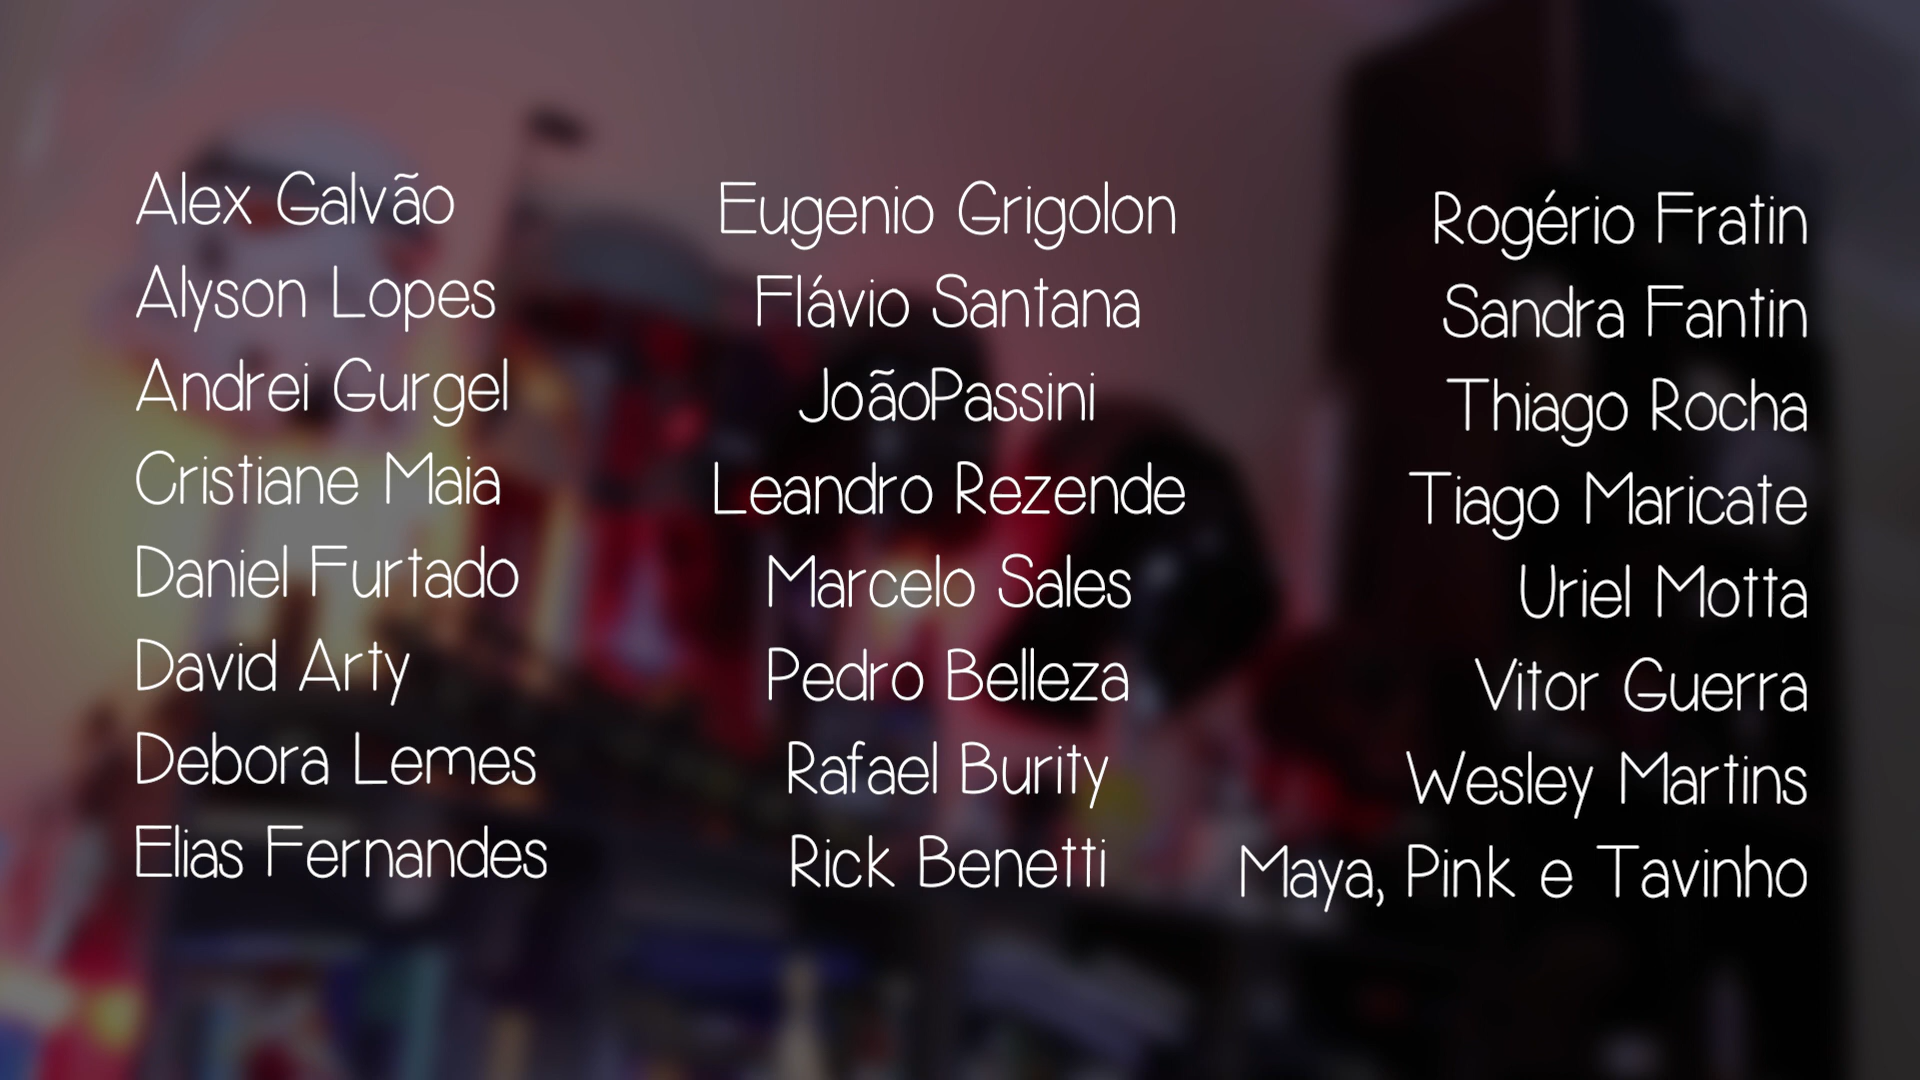 Alex Galvão
Alyson Lopes
Andrei Gurgel
Cristiane Maia
Daniel Furtado
David Arty
Debora Lemes
Elias Fernandes
Eugenio Grigolon
Flávio Santana
JoãoPassini
Leandro Rezende
Marcelo Sales
Pedro Belleza
Rafael Burity
Rick Benetti
Rogério Fratin
Sandra Fantin
Thiago Rocha
Tiago Maricate
Uriel Motta
Vitor Guerra
Wesley Martins
Maya, Pink e Tavinho